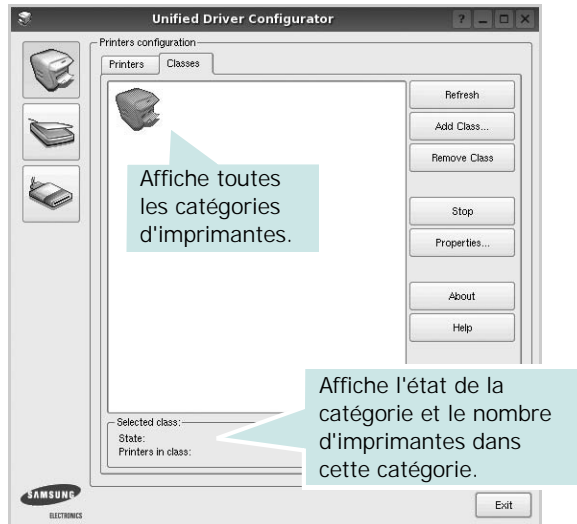 Unified Driver Configurator
Printers configuration
Printers
Classes
Refresh
Add Class...
Remove Class
Affiche toutes
les catégories
d'imprimantes.
Stop
Properties...
About
Help
Affiche l'état de la
catégorie et le nombre
d'imprimantes dans
cette catégorie.
Selected class:
State:
Printers in class:
SAMSUNG
ELECTRONICS
Exit